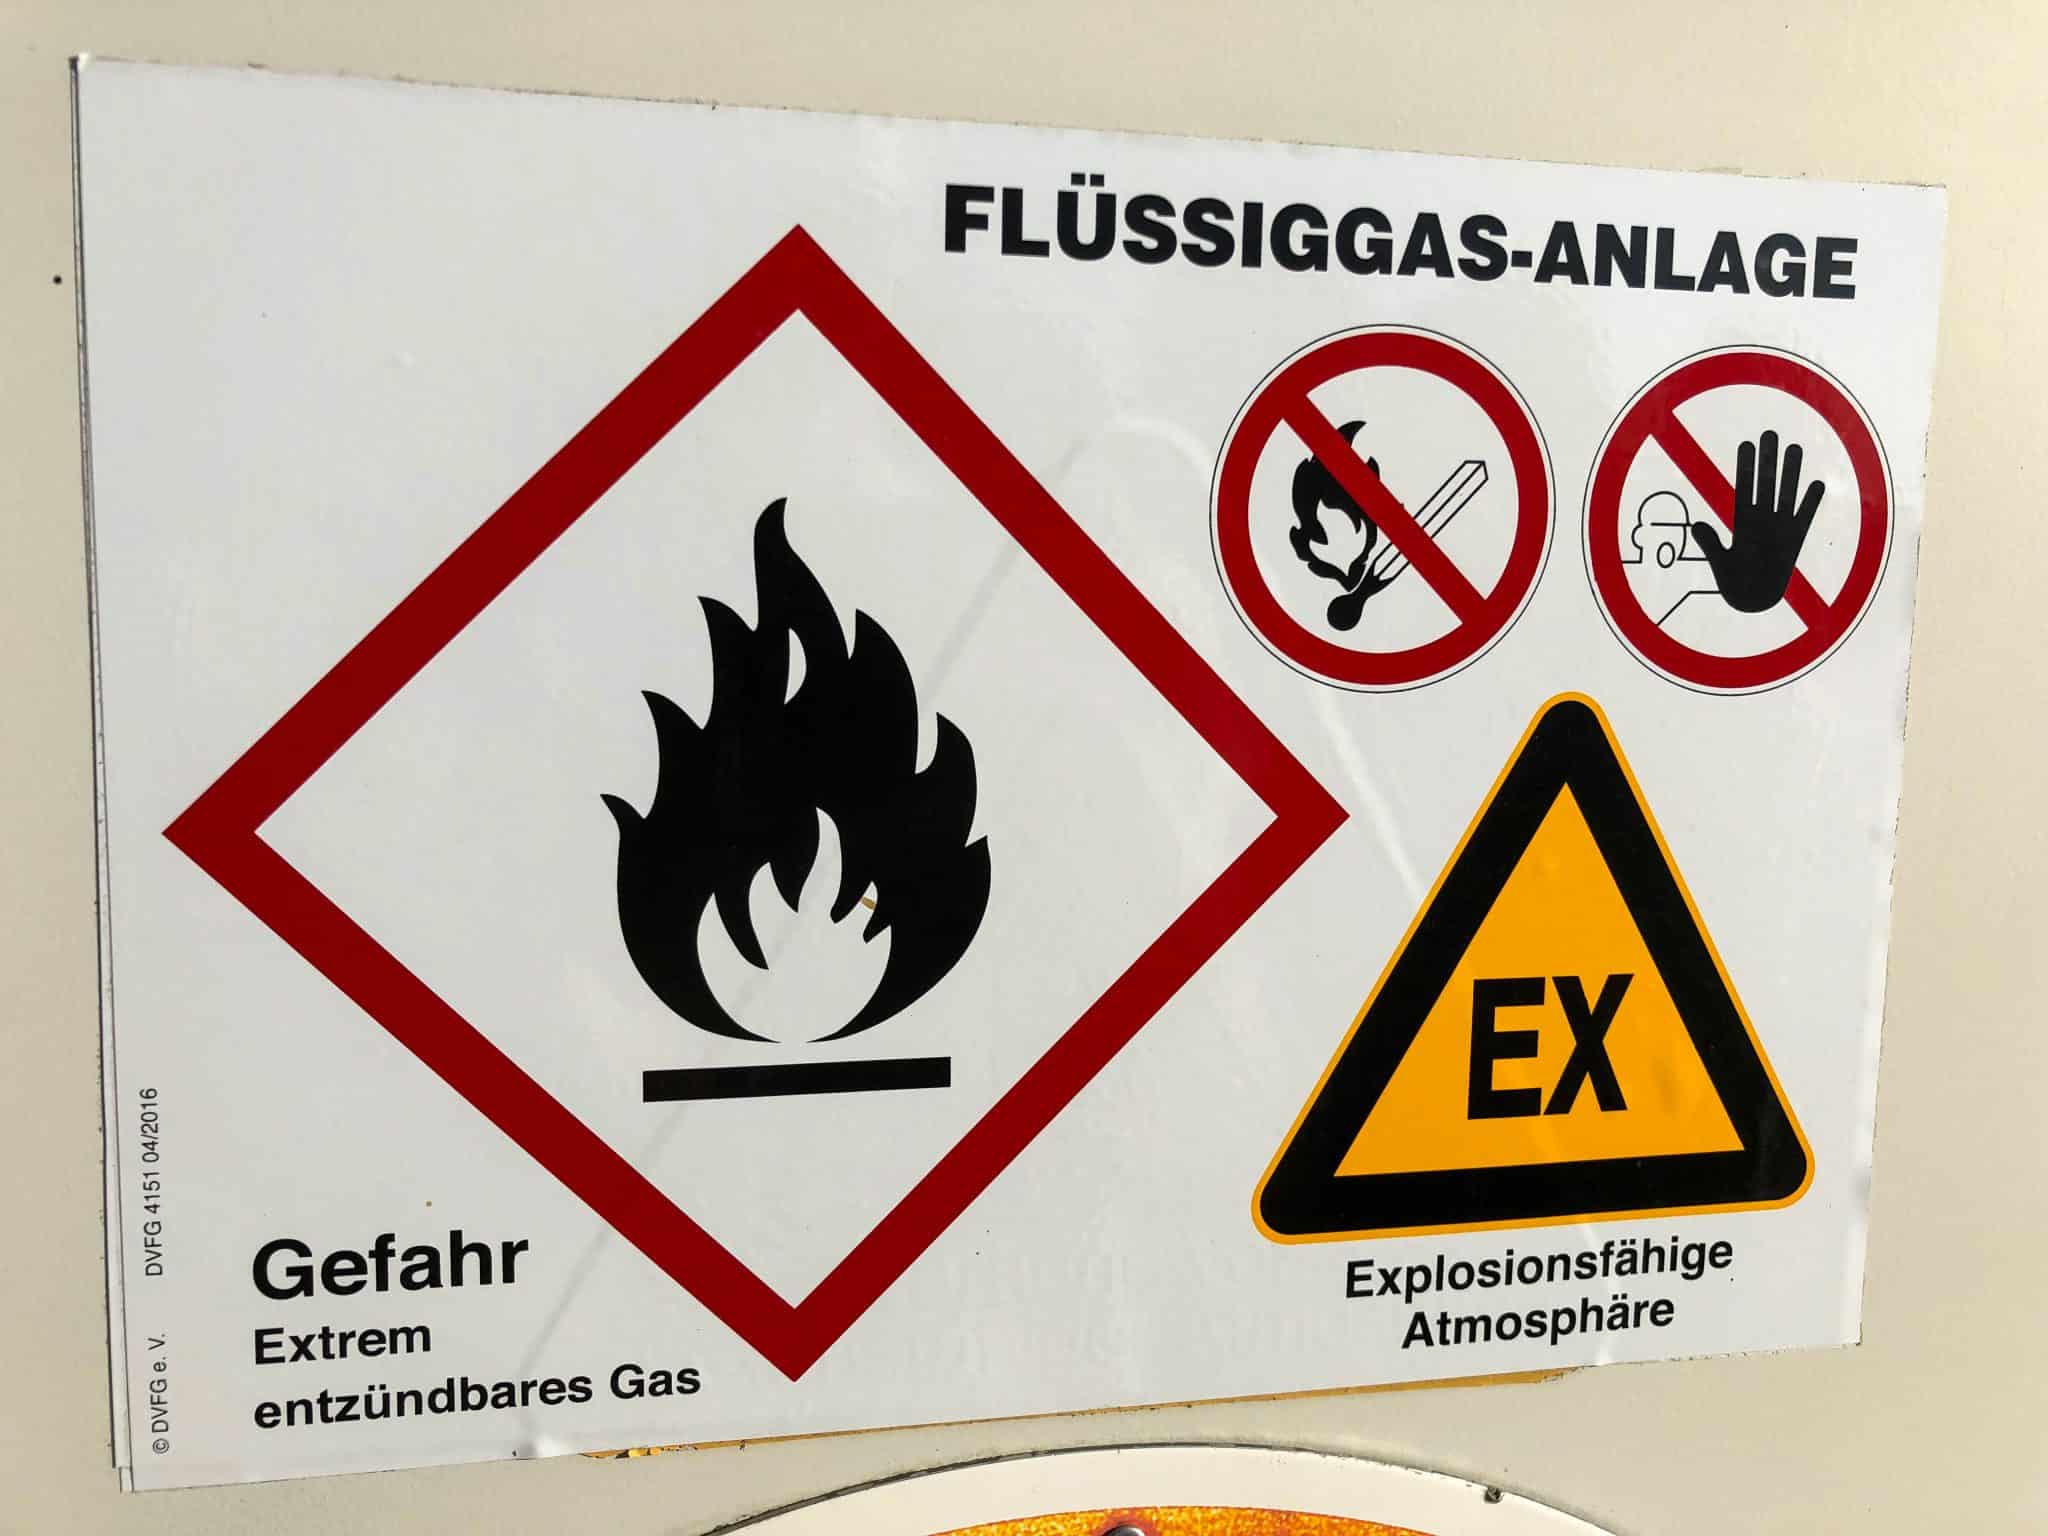 FLÜSSIGGAS-ANLAGE
EX
Explosionsfähige
Atmosphäre
Gefahr
Extrem
entzündbares Gas
© DVFG e. V. DVFG 4151 04/2016